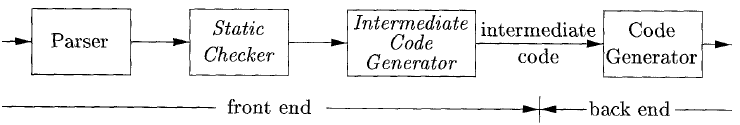 Parser
Static
Checker
Intermediate
Code
Generator
intermediate
code
Code
Generator
front end
back end